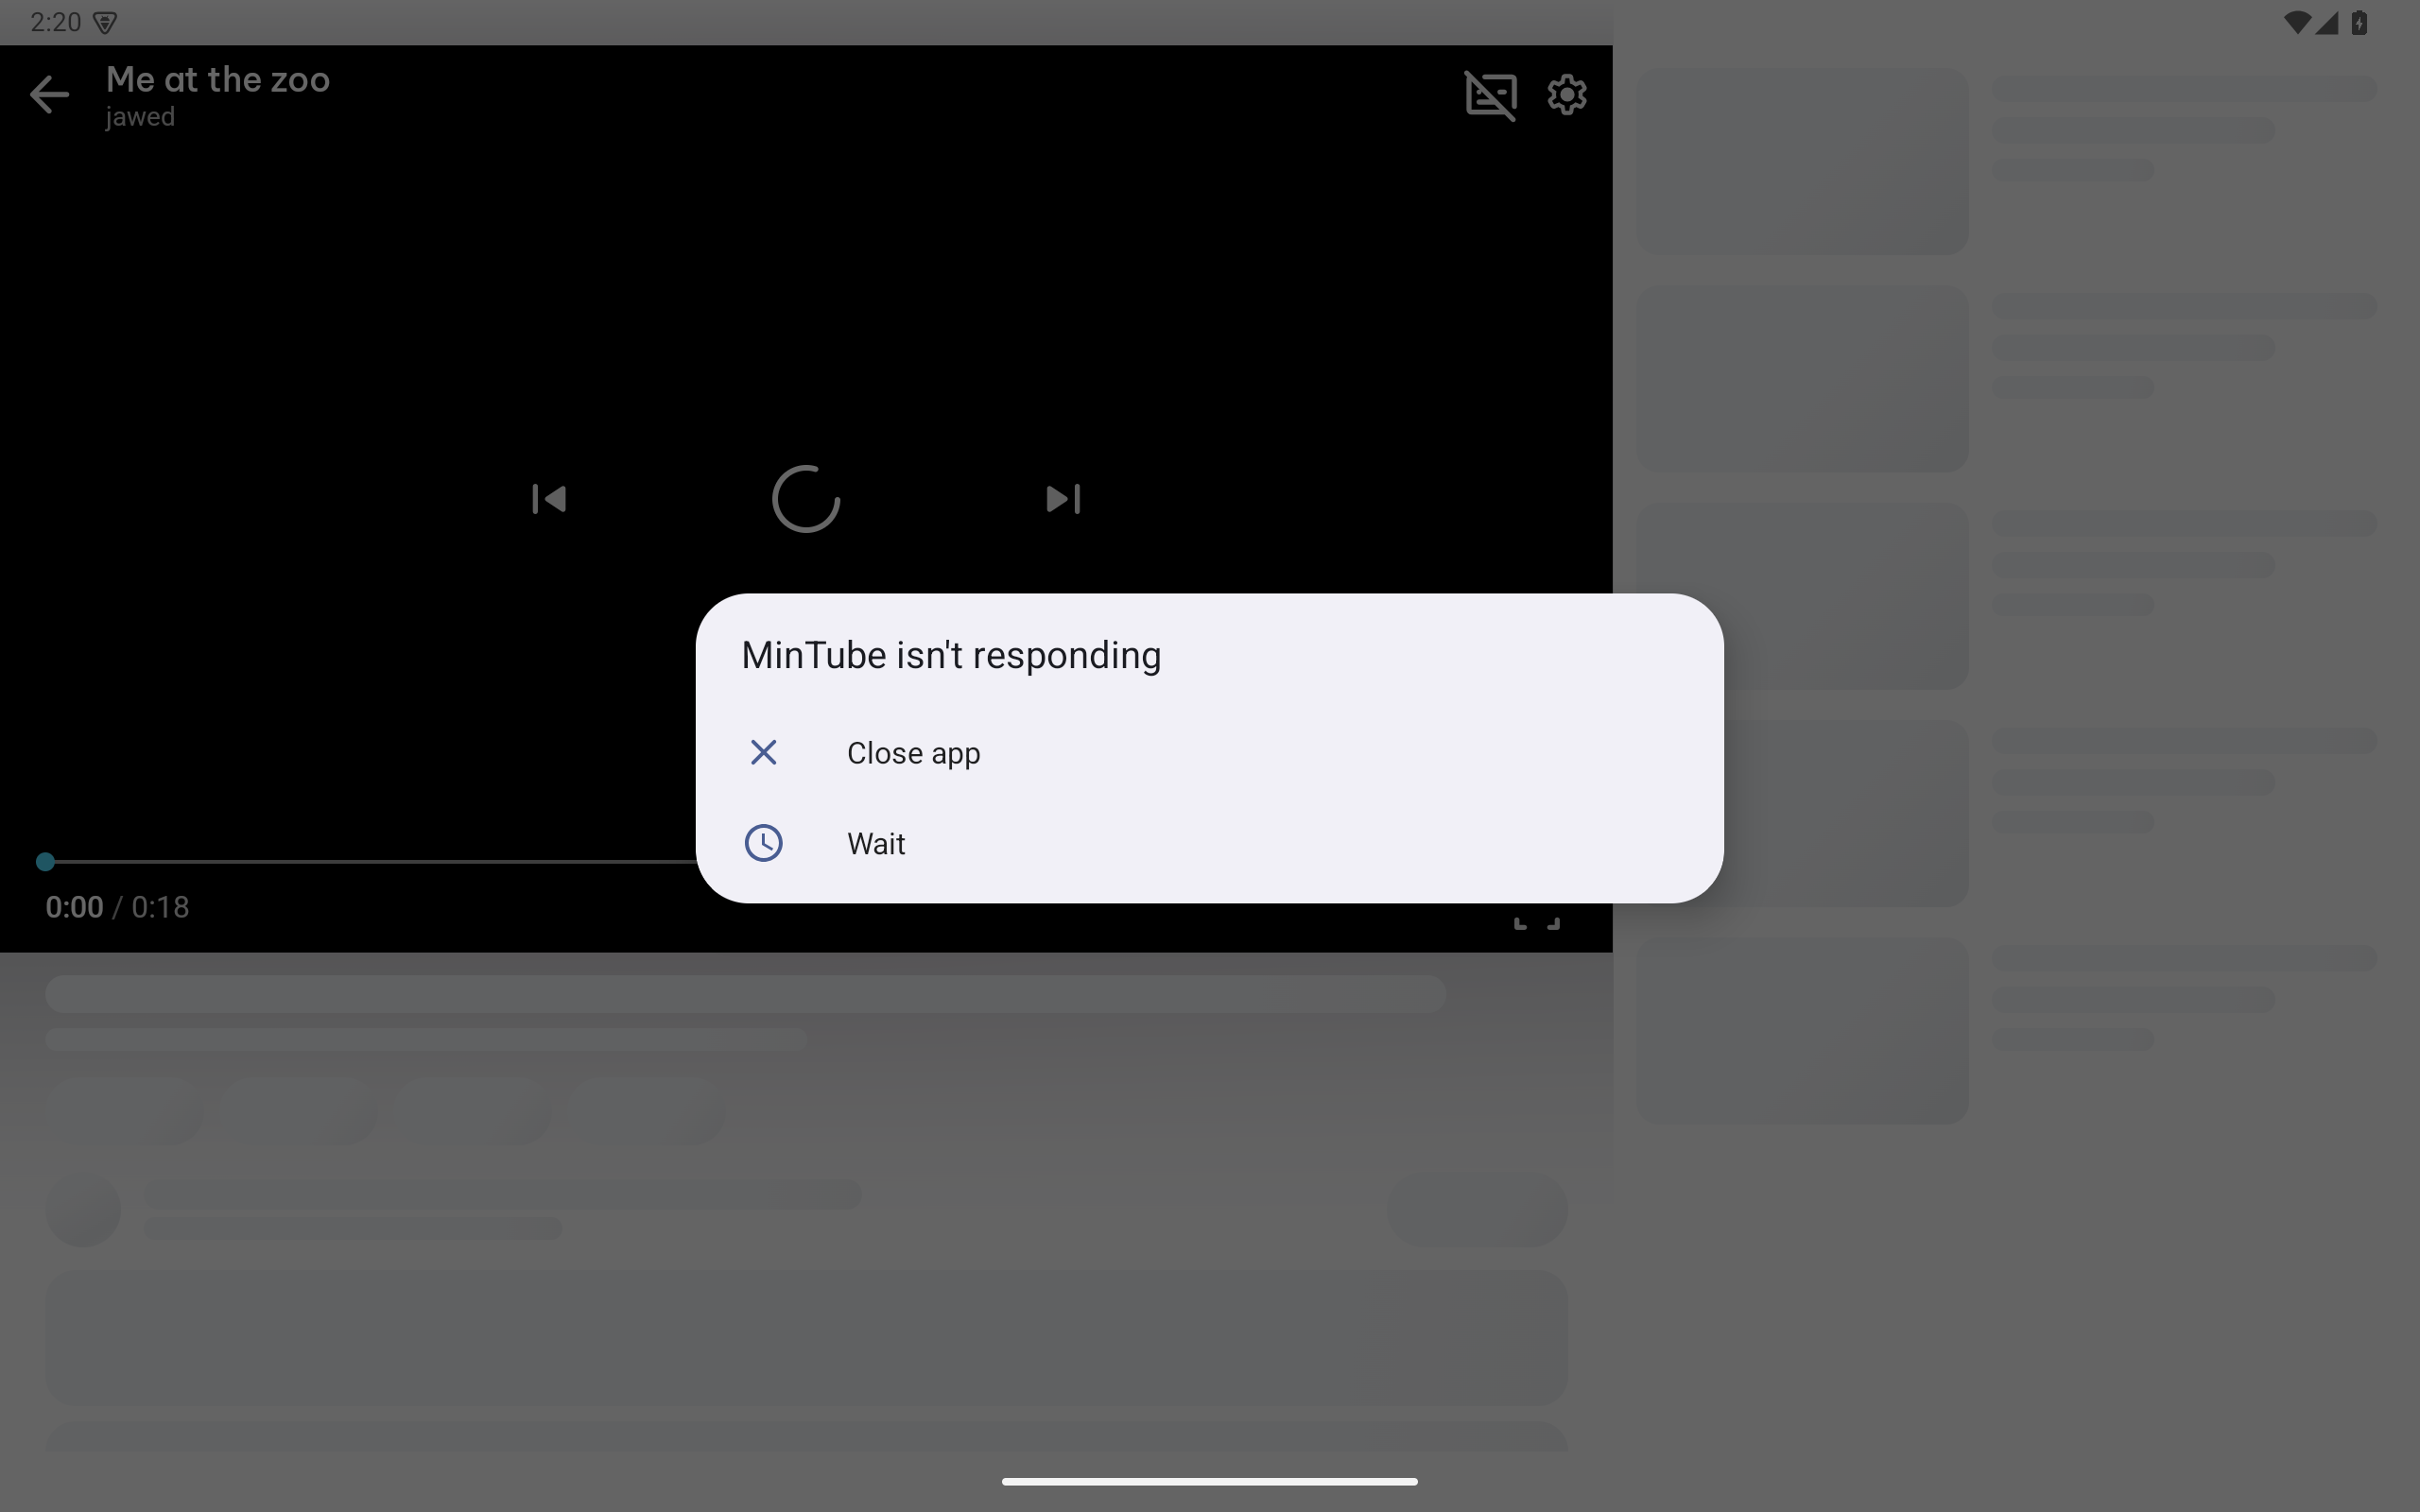 2:20
Me at the zoo
jawed
MinTube isn't responding
Close app
Wait
0:00 / 0:18